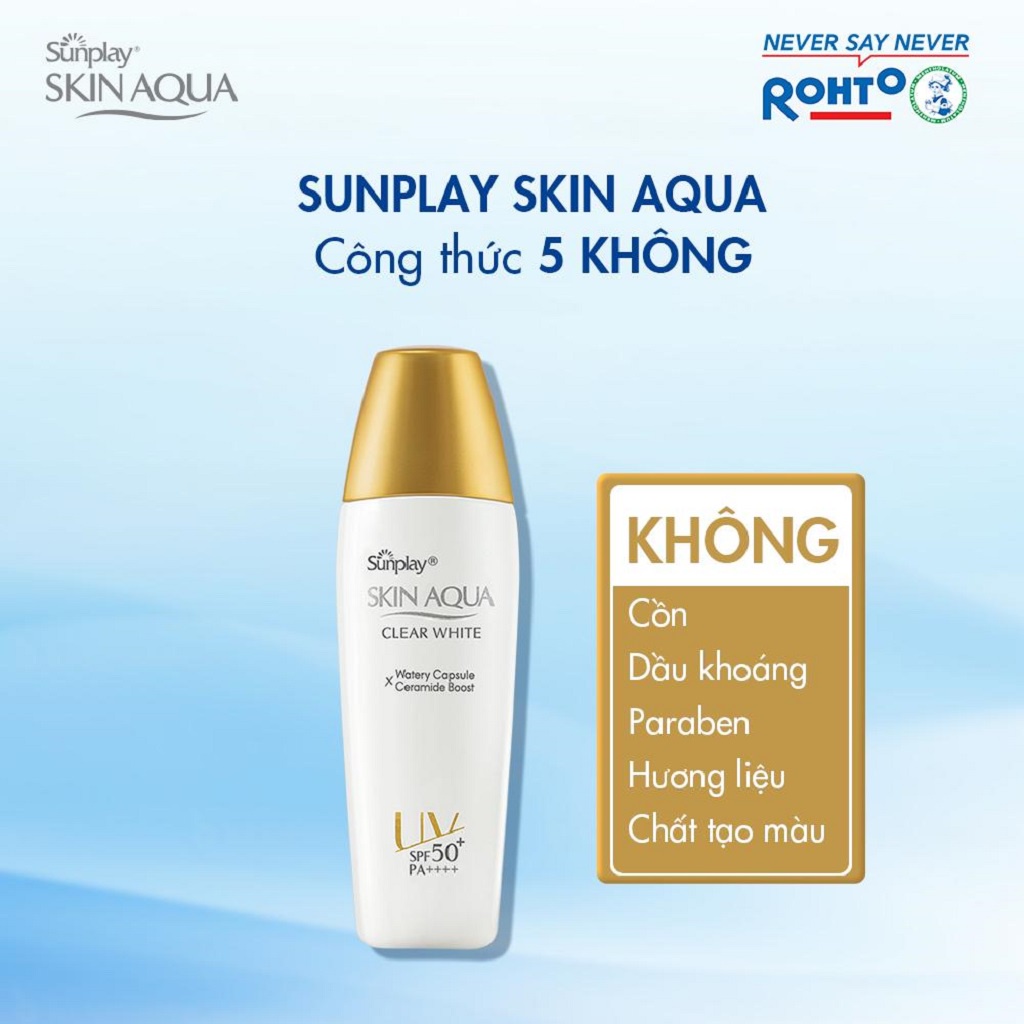 Sunplay®
SKIN AQUA
NEVER SAY NEVER
ROHTO
SUNPLAY SKIN AQUA
Công thức 5 KHÔNG
Sunplay®
SKIN AQUA
CLEAR WHITE
Watery Capsule
x Ceramide Boost
UV
SPF50+
PA++++
KHÔNG
Cồn
Dầu khoáng
Paraben
Hương liệu
Chất tạo màu